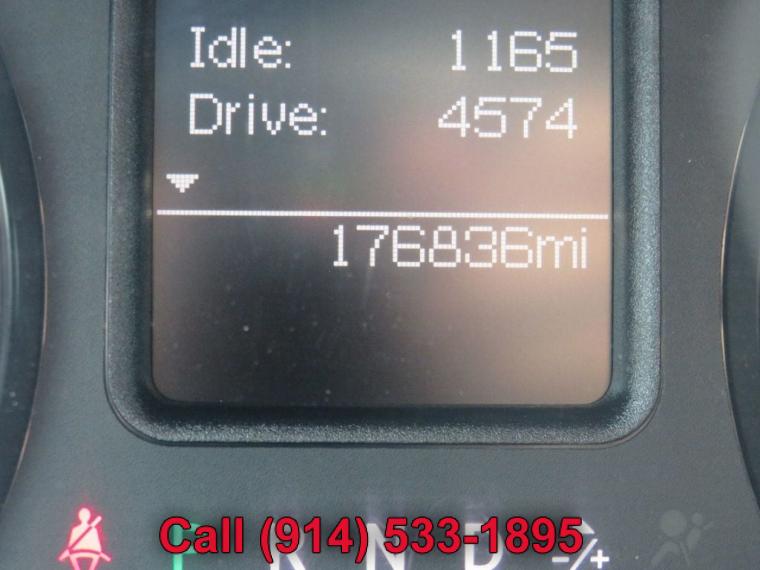 Idle: 1165
Drive: 4574
176836mi
Call (914) 533-1895
R N D -/+